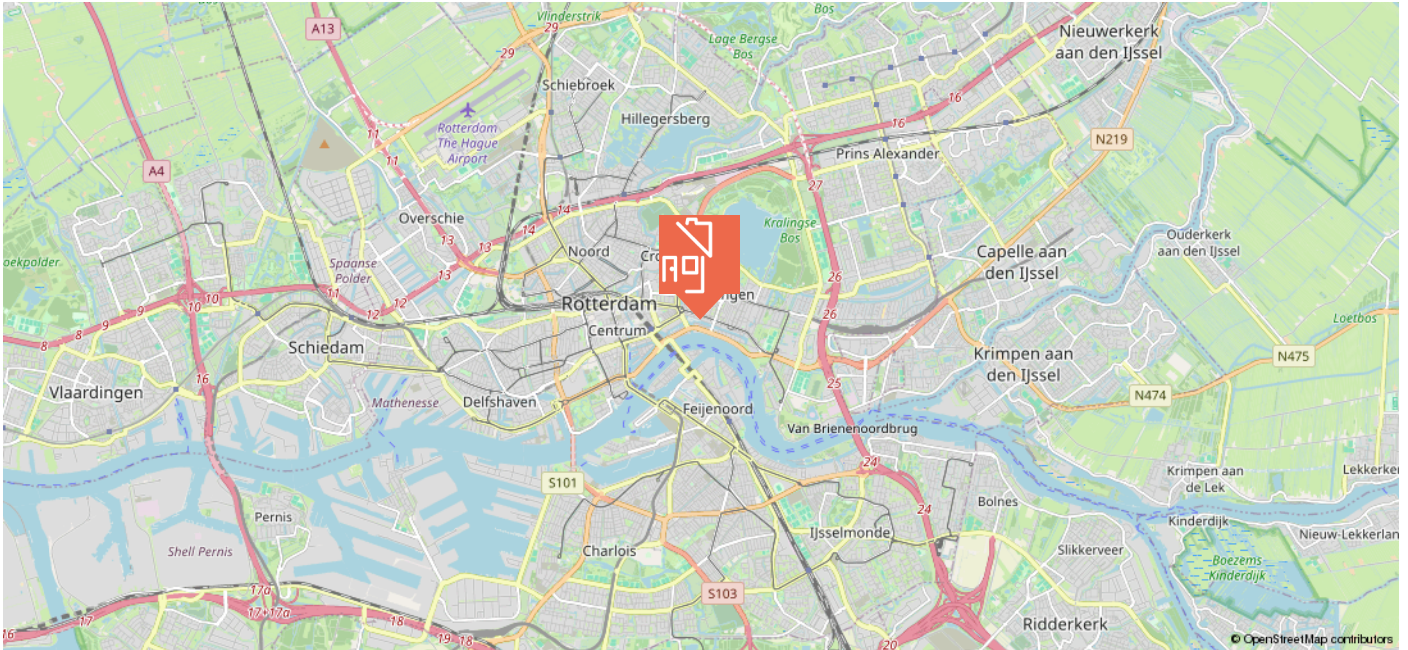 Vlinderstrik
29
Bos
A13
Lage Bergse
Bos
Nieuwerkerk
aan den IJssel
29
Schiebroek
16
Rotterdam
The Hague
Airport
Hillegersberg
16
N219
11
11
Prins Alexander
A4
27
14
Overschie
14
Kralingse
Bos
13
13
13
Noord
Ouderkerk
aan den IJssel
Capelle aan
den IJssel
Spaanse
Polder
26
9
9
10
10
11
12
Rotterdam
26
8
8
Centrum
Loetbos
Schiedam
Krimpen aan
den IJssel
N475
16
25
Vlaardingen
Mathenesse
Delfshaven
N474
Feijenoord
Van Brienenoordbrug
24
Krimpen aan
de Lek
S101
24
Bolnes
Pernis
Kinderdijk
IJsselmonde
Nieuw-Lekkerlan
Shell Pernis
Charlois
Slikkerveer
Boezems
Kinderdijk
17a
S103
17+17a
16
17
18
19
18
20
Ridderkerk
© OpenStreetMap contributors